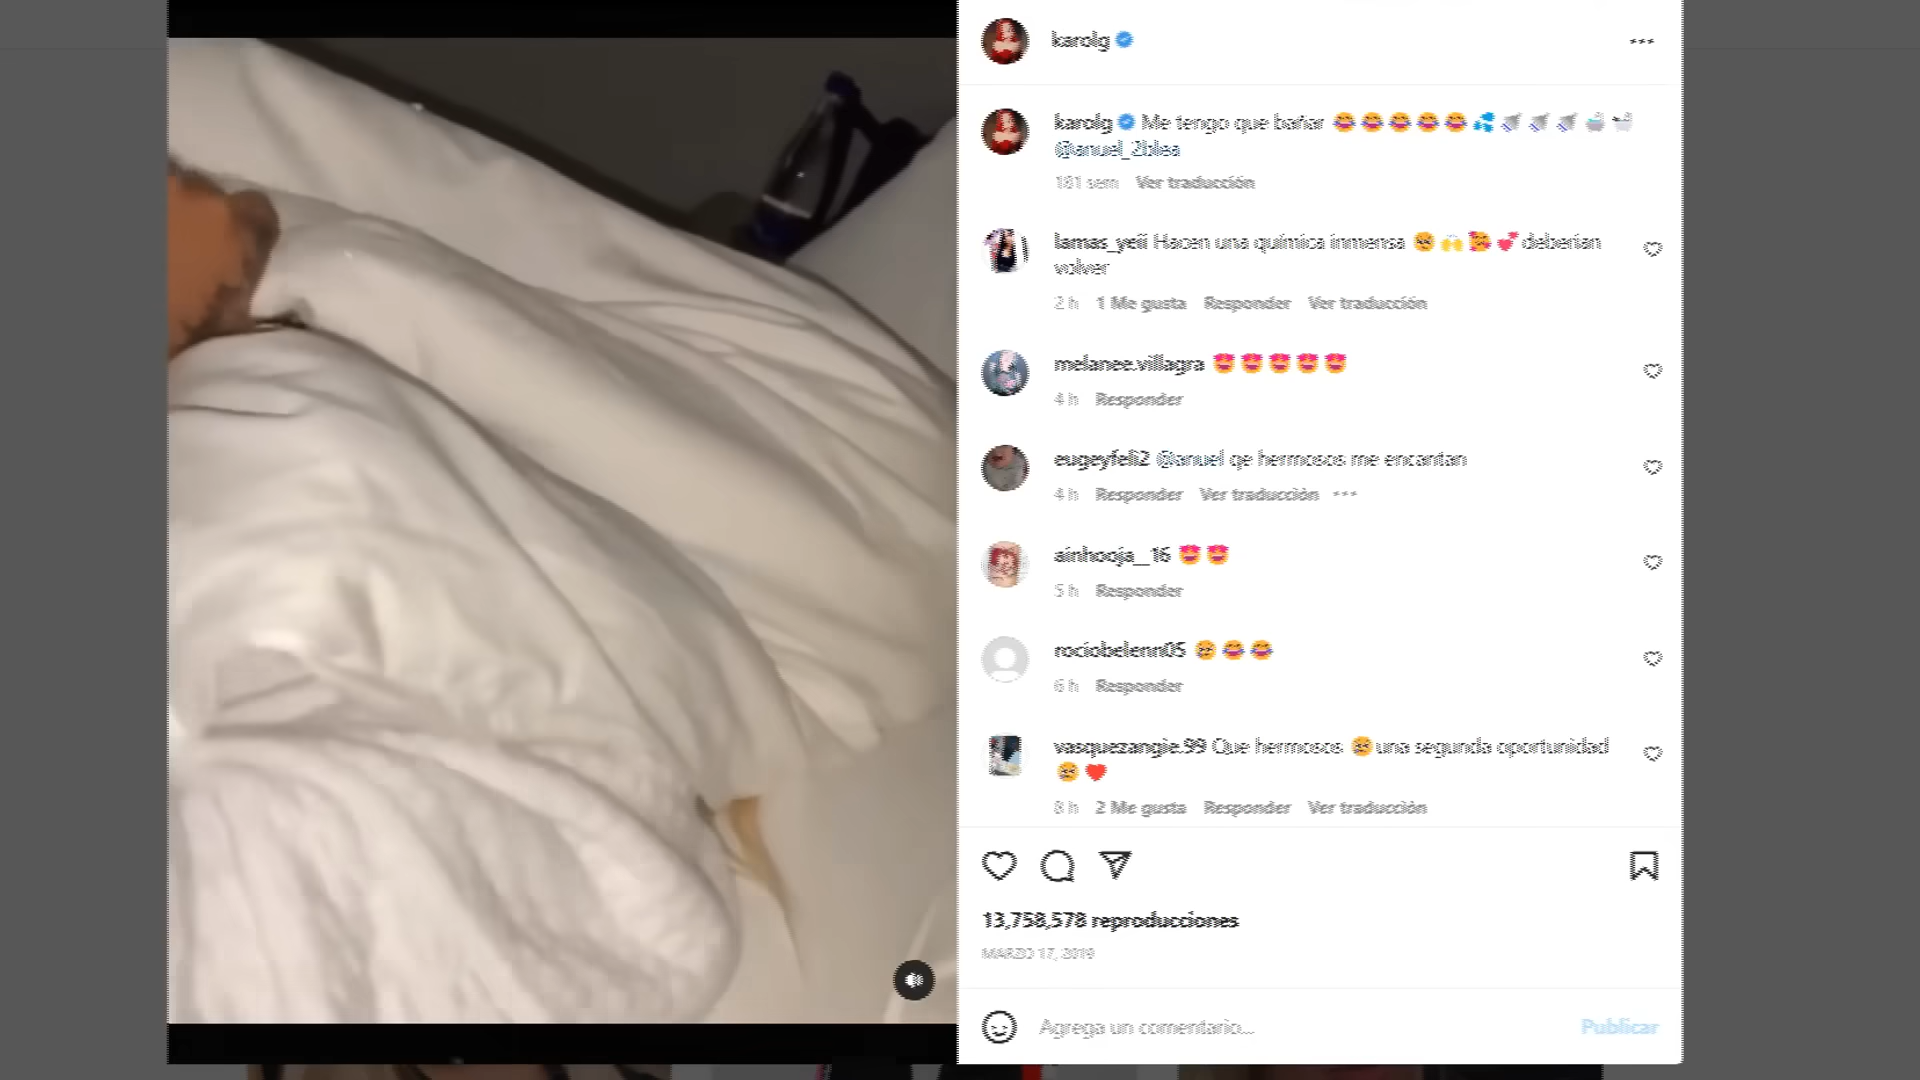 karolg
karolg Me tengo que bañar
@anuel_2blea
181 sem Ver traducción
lamas_yeii Hacen una química inmensa deberían
volver
2 h 1 Me gusta Responder Ver traducción
melanee.villagra
4 h Responder
eugeyfeli2 @anuel qe hermosos me encantan
4 h Responder Ver traducción
ainhooja__16
5 h Responder
rociobelenn05
6 h Responder
vasquezangie.99 Que hermosos una segunda oportunidad
8 h 2 Me gusta Responder Ver traducción
13,758,578 reproducciones
MARZO 17, 2019
Agrega un comentario... Publicar